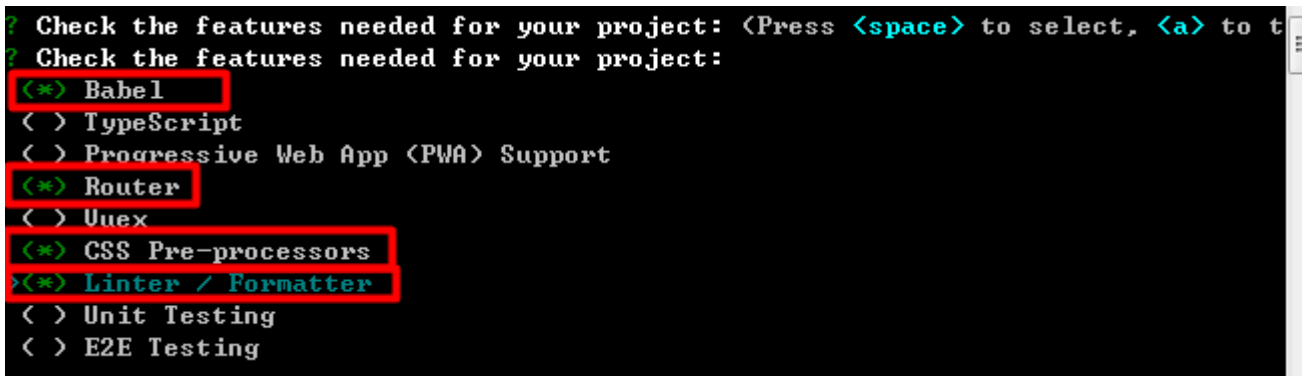 ? Check the features needed for your project: (Press <space> to select, <a> to t
? Check the features needed for your project:
(*) Babel
( ) TypeScript
( ) Progressive Web App (PWA) Support
(*) Router
( ) Vuex
(*) CSS Pre-processors
>(*) Linter / Formatter
( ) Unit Testing
( ) E2E Testing